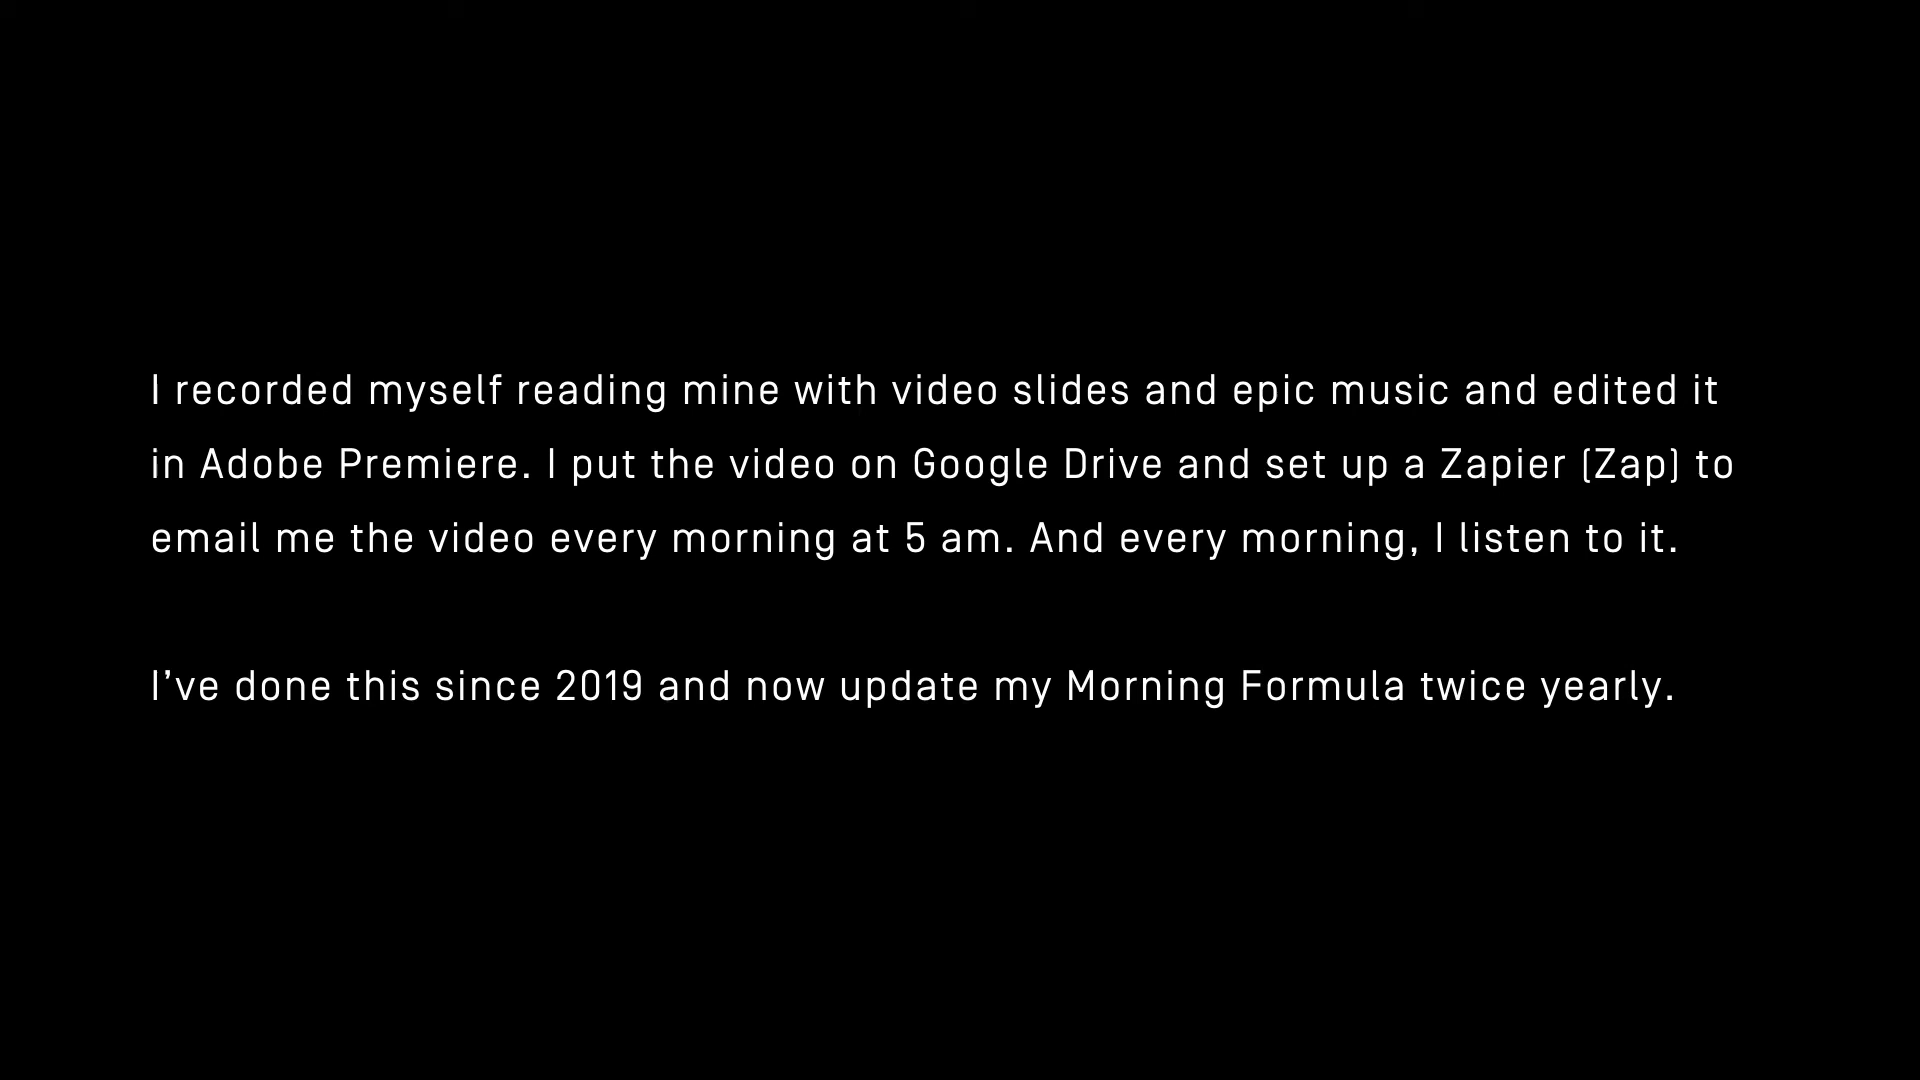 I recorded myself reading mine with video slides and epic music and edited it
in Adobe Premiere. I put the video on Google Drive and set up a Zapier (Zap) to
email me the video every morning at 5 am. And every morning, I listen to it.
I’ve done this since 2019 and now update my Morning Formula twice yearly.